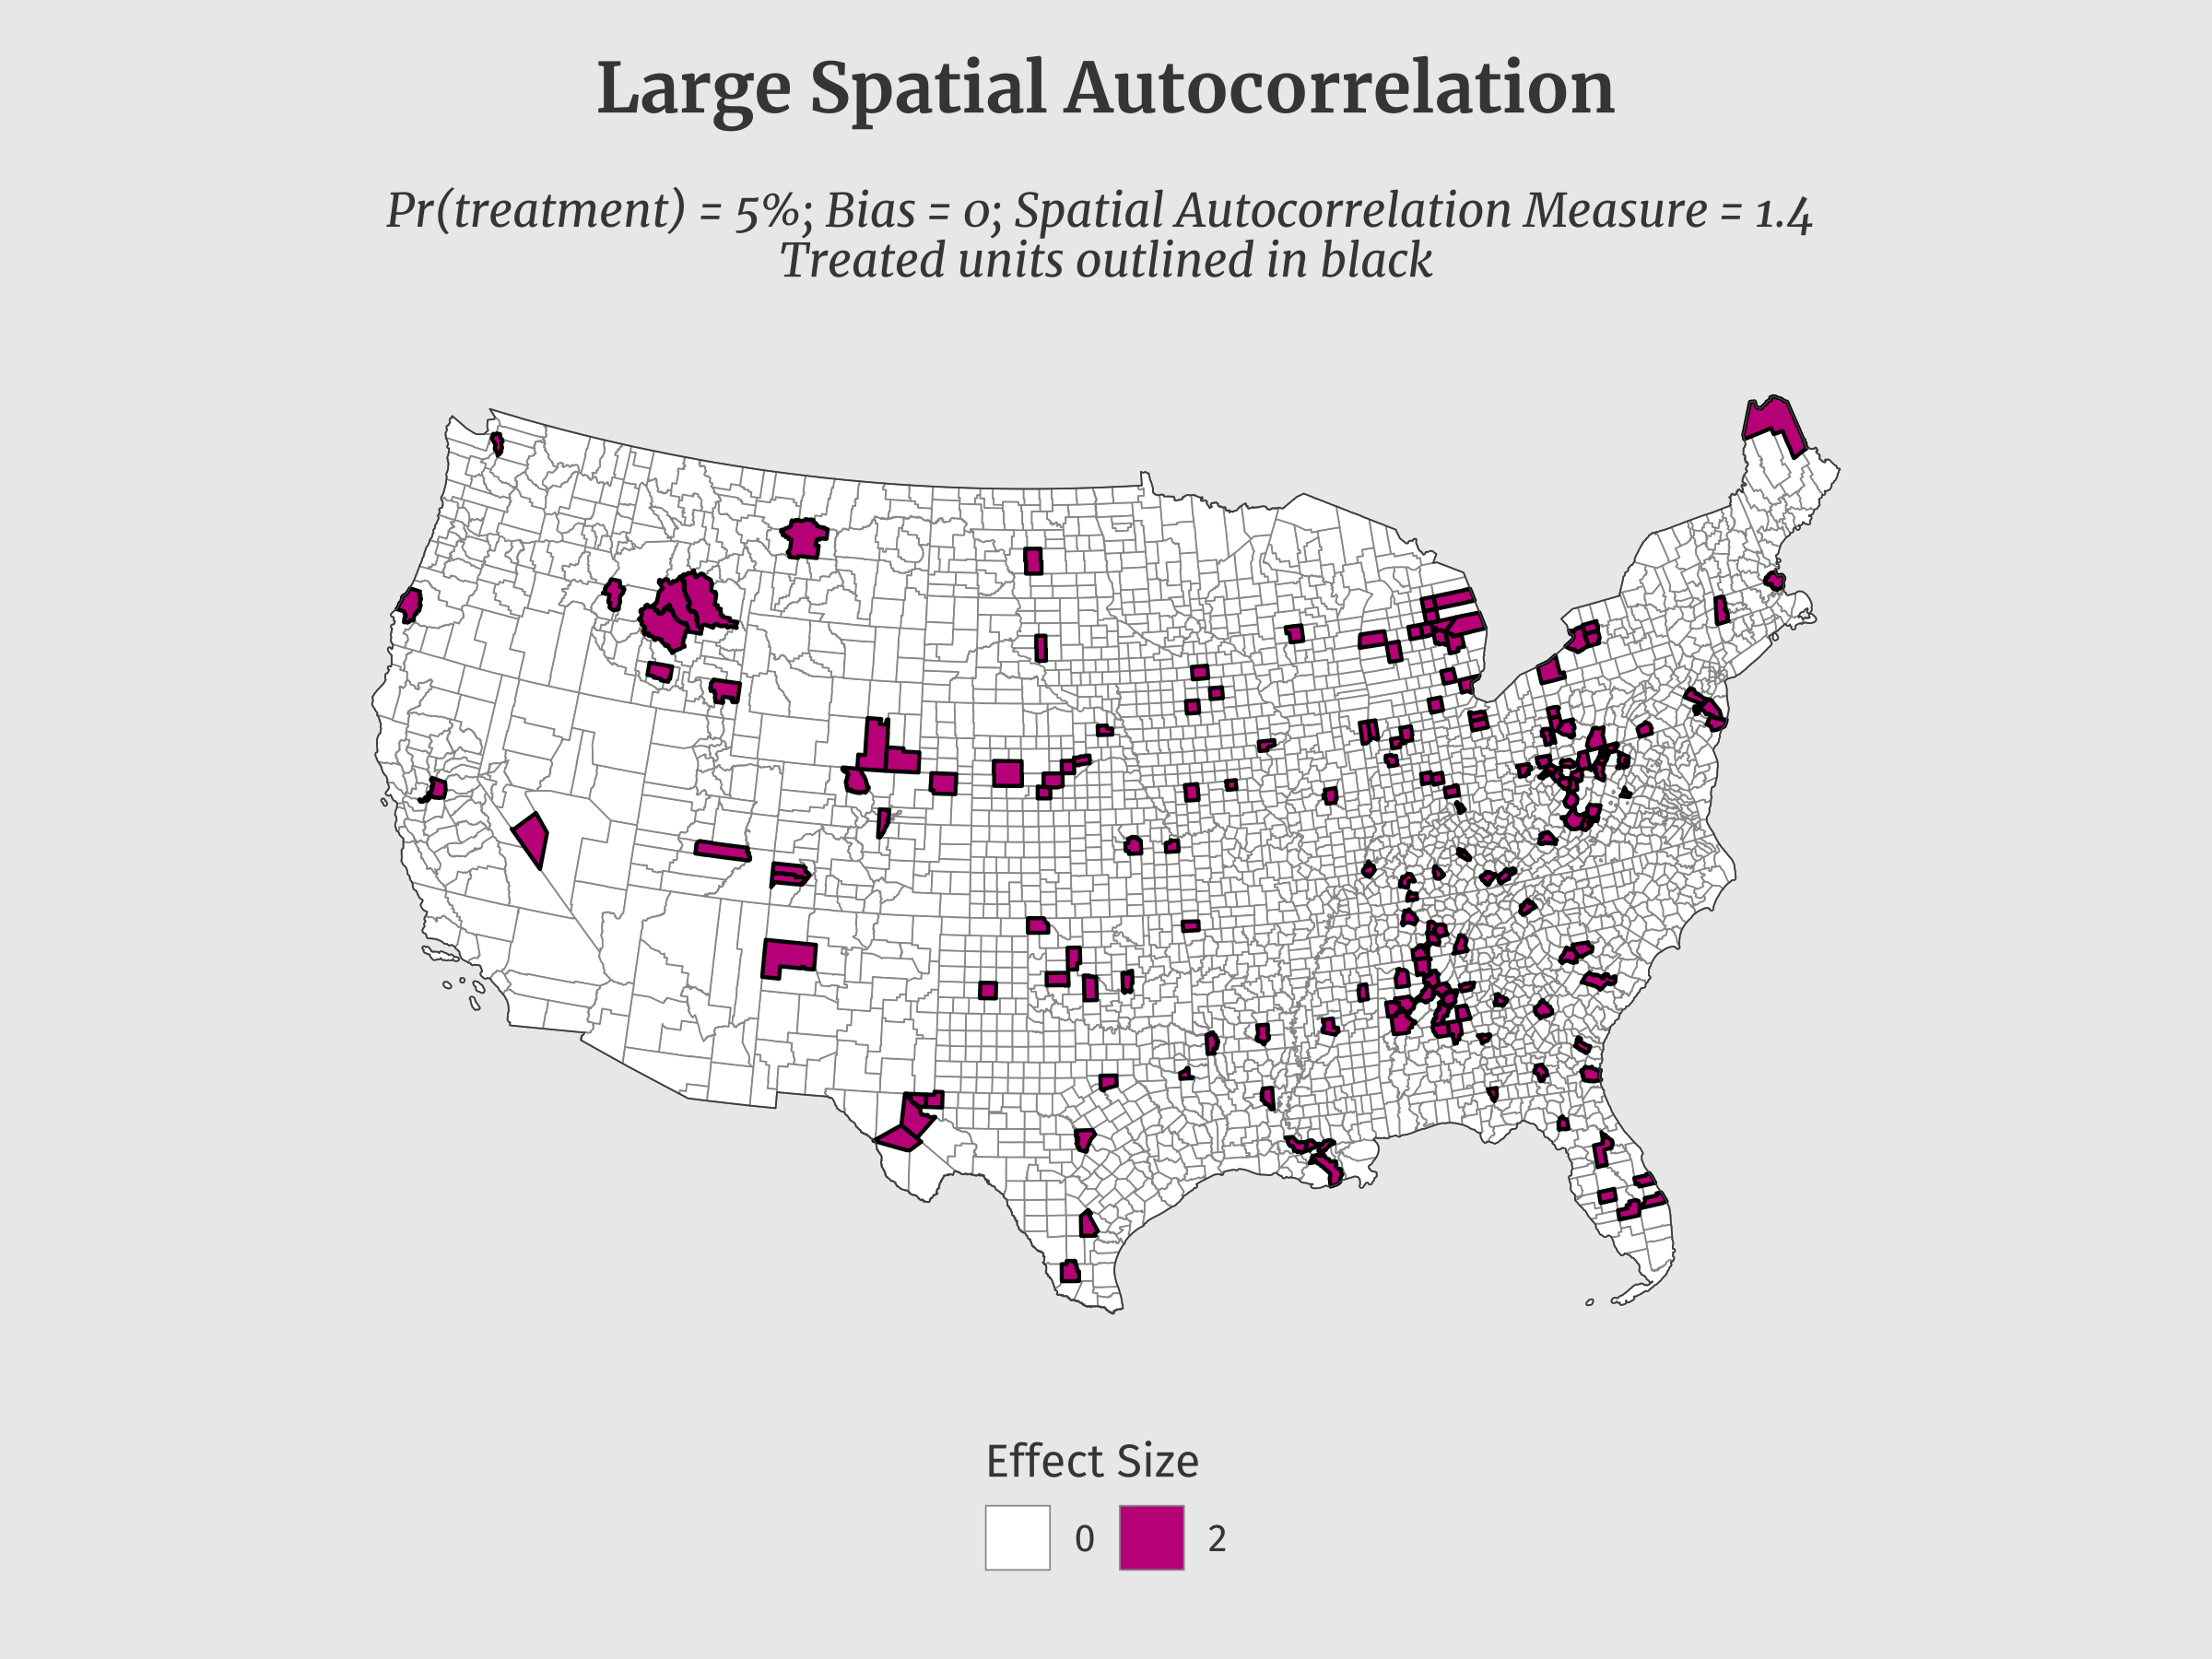 Large Spatial Autocorrelation
Pr(treatment) = 5%; Bias = 0; Spatial Autocorrelation Measure = 1.4
Treated units outlined in black
Effect Size
0 2